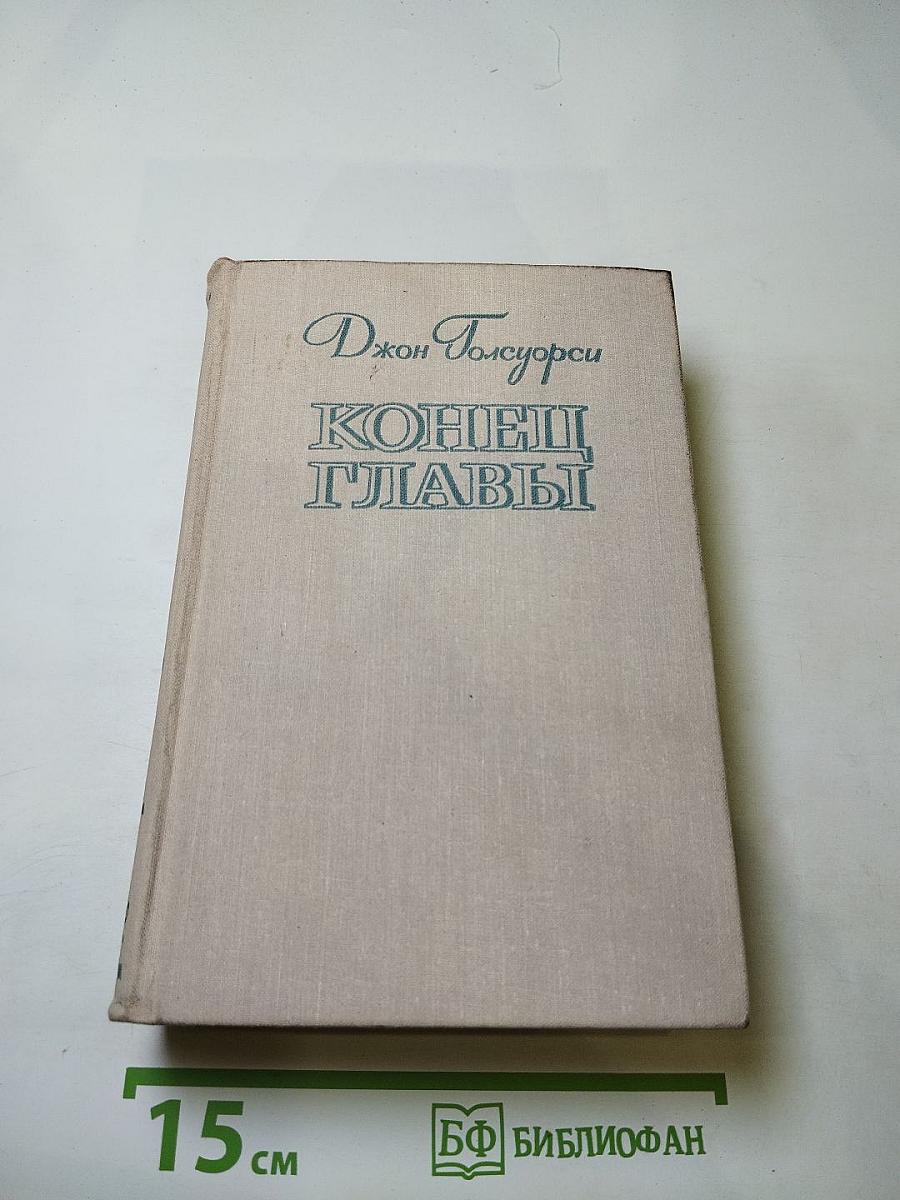 Джон Голсуорси
КОНЕЦ
ГЛАВЫ
15 см
БФ БИБЛИОФАН